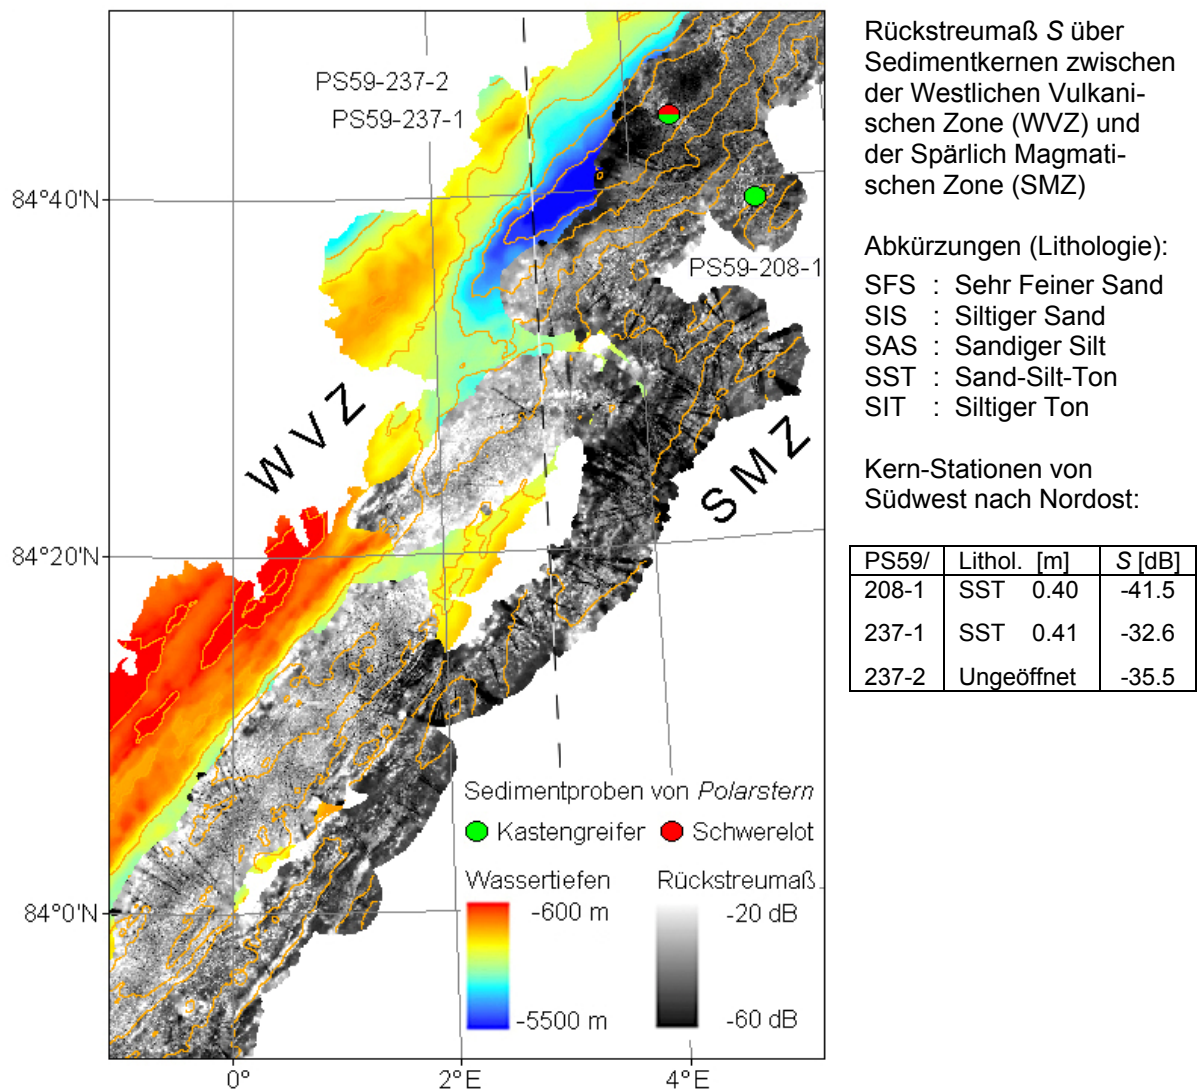 PS59-237-2
PS59-237-1
84°40'N
PS59-208-1
WVZ
SMZ
84°20'N
84°0'N
Sedimentproben von Polarstern
Kastengreifer Schwerelot
Wassertiefen Rückstreumaß
-600 m -20 dB
-5500 m -60 dB
0° 2°E 4°E
Rückstreumaß S über
Sedimentkernen zwischen
der Westlichen Vulkani-
schen Zone (WVZ) und
der Spärlich Magmati-
schen Zone (SMZ)
Abkürzungen (Lithologie):
SFS : Sehr Feiner Sand
SIS : Siltiger Sand
SAS : Sandiger Silt
SST : Sand-Silt-Ton
SIT : Siltiger Ton
Kern-Stationen von
Südwest nach Nordost:
PS59/ Lithol. [m] S [dB]
208-1 SST 0.40 -41.5
237-1 SST 0.41 -32.6
237-2 Ungeöffnet -35.5